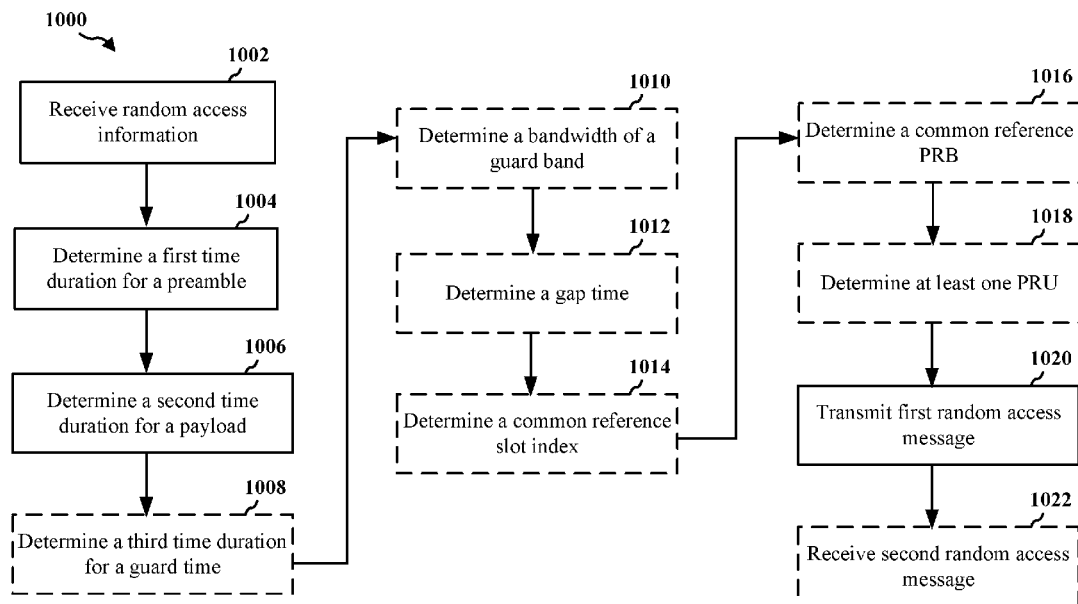 1000
1002
Receive random access
information
1004
Determine a first time
duration for a preamble
1006
Determine a second time
duration for a payload
1008
Determine a third time duration
for a guard time
1010
Determine a bandwidth of a
guard band
1012
Determine a gap time
1014
Determine a common reference
slot index
1016
Determine a common reference
PRB
1018
Determine at least one PRU
1020
Transmit first random access
message
1022
Receive second random access
message